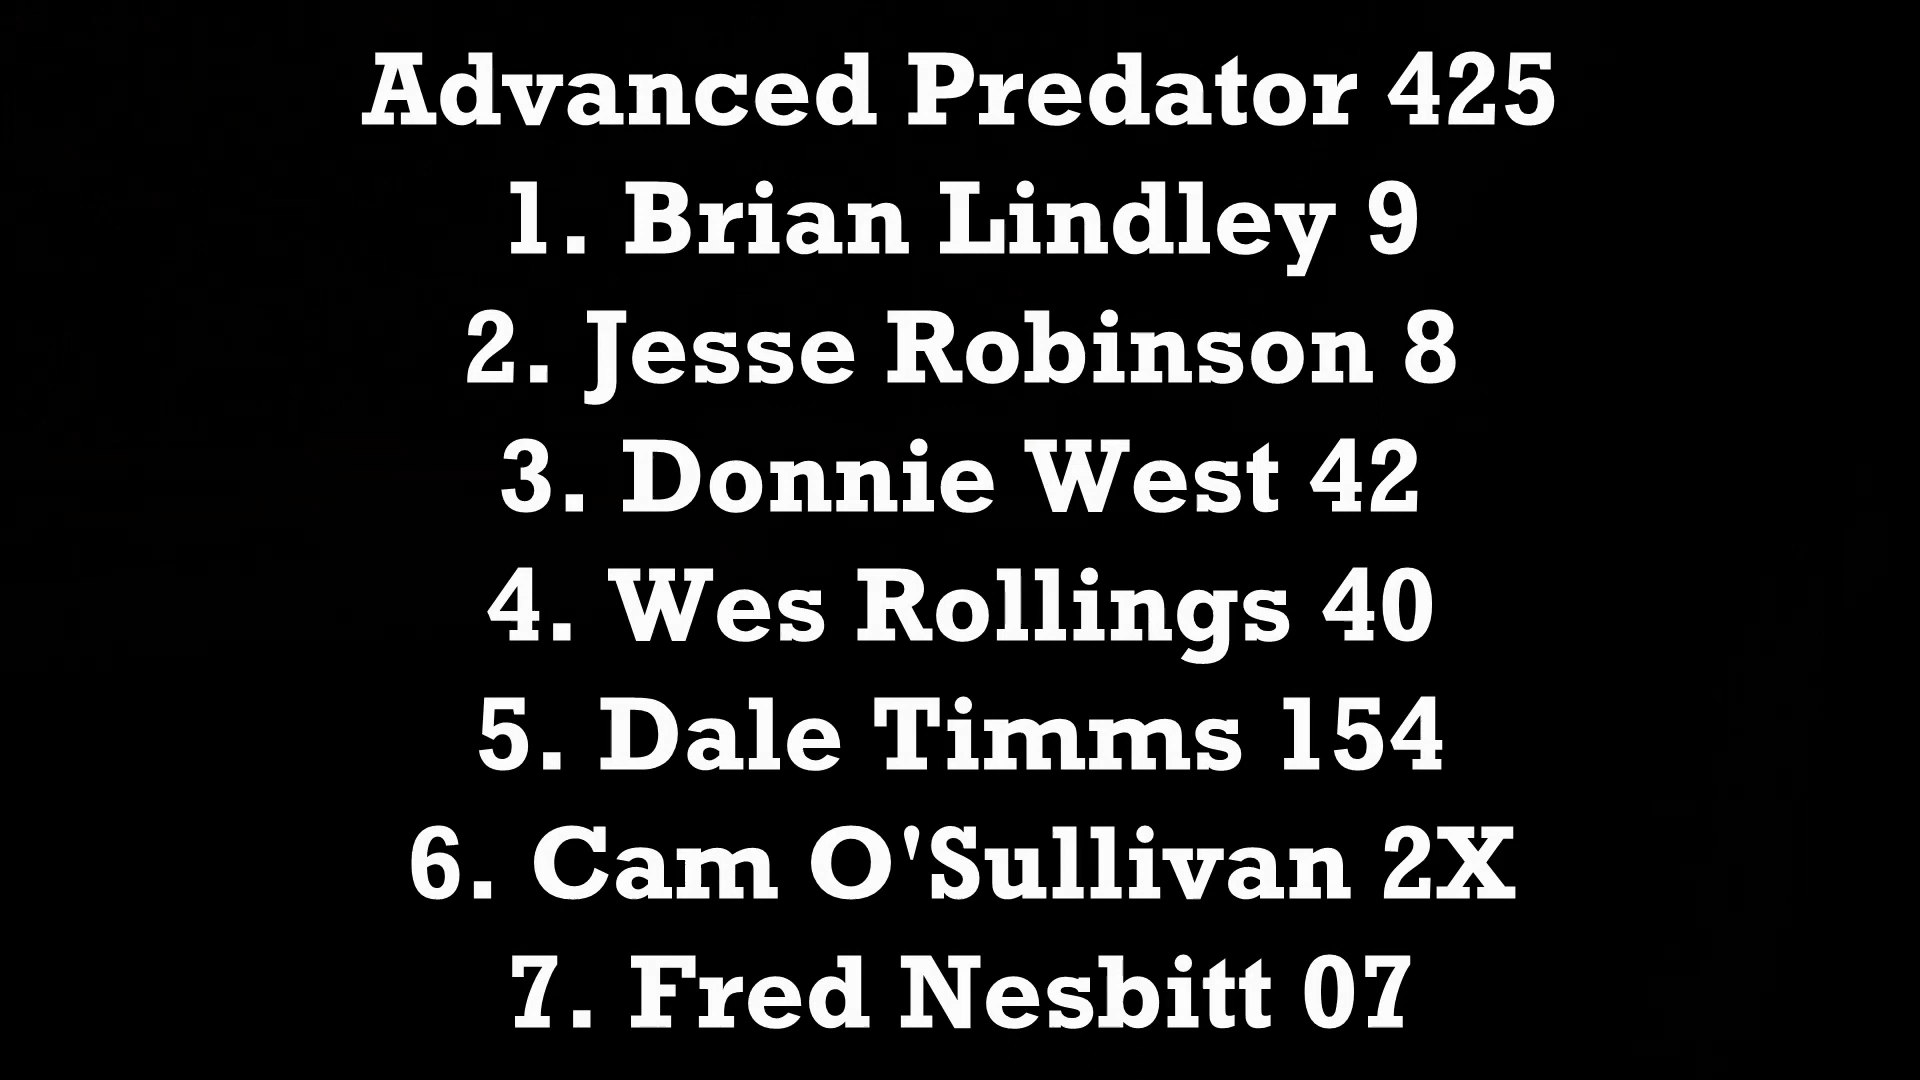 Advanced Predator 425
1. Brian Lindley 9
2. Jesse Robinson 8
3. Donnie West 42
4. Wes Rollings 40
5. Dale Timms 154
6. Cam O'Sullivan 2X
7. Fred Nesbitt 07